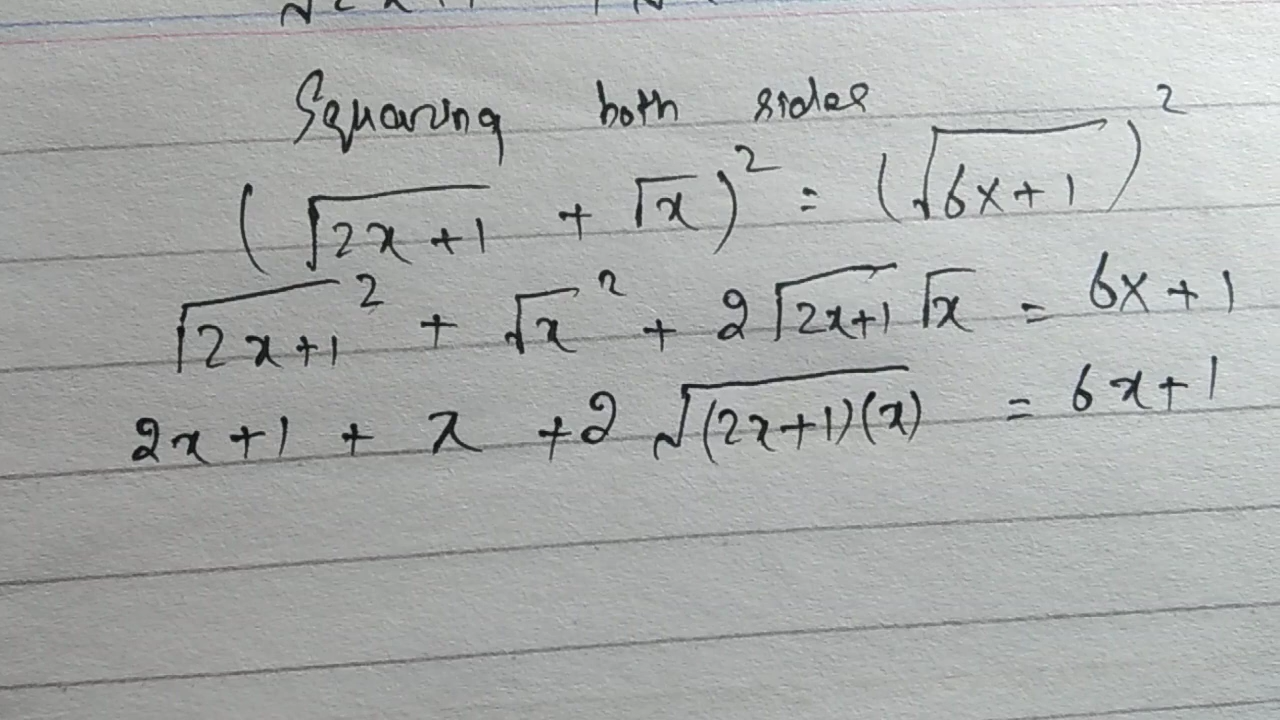 Squaring both sides
(√(2x+1) + √x)² = (√(6x+1))²
√(2x+1)² + √x² + 2√(2x+1) √x = 6x+1
2x+1 + x + 2√((2x+1)(x)) = 6x+1